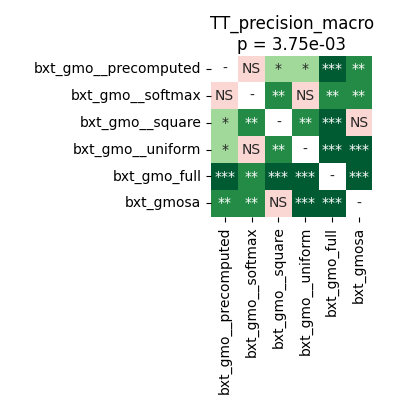 TT_precision_macro
p = 3.75e-03
bxt_gmo__precomputed - NS * * *** **
bxt_gmo__softmax NS - ** NS ** **
bxt_gmo__square * ** - ** *** NS
bxt_gmo__uniform * NS ** - *** ***
bxt_gmo_full *** ** *** *** - ***
bxt_gmosa ** ** NS *** *** -
bxt_gmo__precomputed
bxt_gmo__softmax
bxt_gmo__square
bxt_gmo__uniform
bxt_gmo_full
bxt_gmosa